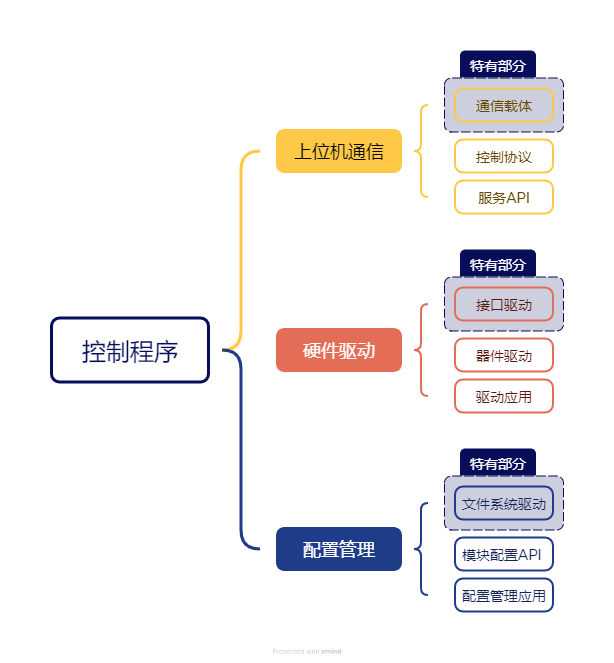 控制程序
上位机通信
特有部分
通信载体
控制协议
服务API
硬件驱动
特有部分
接口驱动
器件驱动
驱动应用
配置管理
特有部分
文件系统驱动
模块配置API
配置管理应用
Presented with xmind